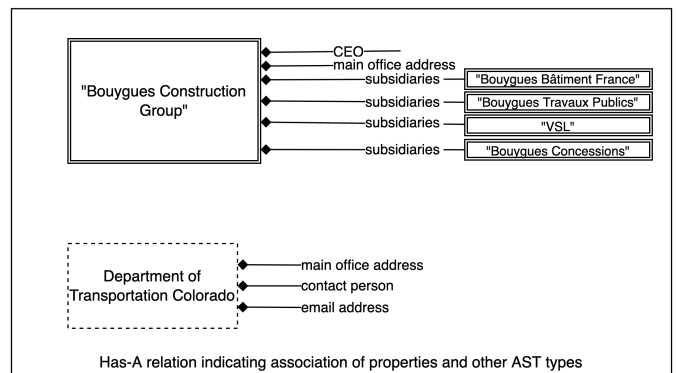 CEO
main office address
"Bouygues Construction
Group"
subsidiaries "Bouygues Bâtiment France"
subsidiaries "Bouygues Travaux Publics"
subsidiaries "VSL"
subsidiaries "Bouygues Concessions"
Department of
Transportation Colorado
main office address
contact person
email address
Has-A relation indicating association of properties and other AST types